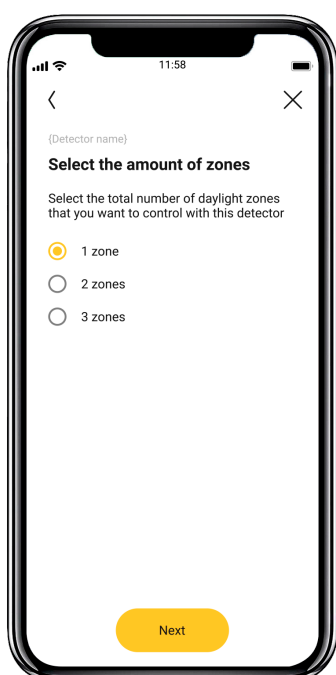 11:58
{Detector name}
Select the amount of zones
Select the total number of daylight zones
that you want to control with this detector
1 zone
2 zones
3 zones
Next